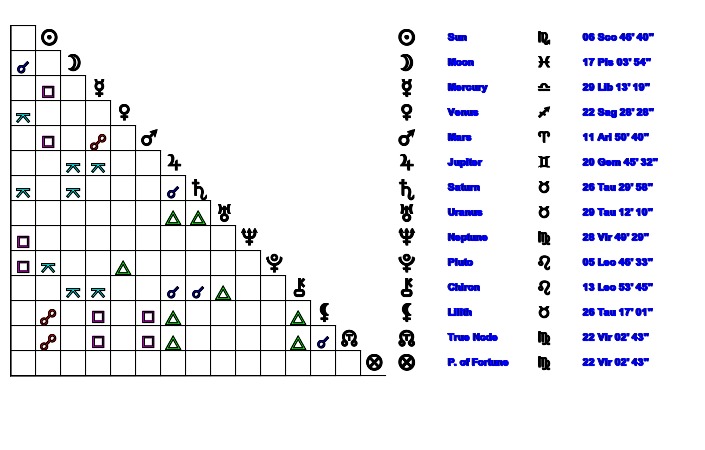 Sun 06 Sco 46' 40"
Moon 17 Pis 03' 54"
Mercury 29 Lib 13' 19"
Venus 22 Sag 28' 28"
Mars 11 Ari 50' 40"
Jupiter 20 Gem 45' 32"
Saturn 26 Tau 29' 58"
Uranus 29 Tau 12' 10"
Neptune 28 Vir 49' 29"
Pluto 05 Leo 46' 33"
Chiron 13 Leo 53' 45"
Lilith 26 Tau 17' 01"
True Node 22 Vir 02' 43"
P. of Fortune 22 Vir 02' 43"